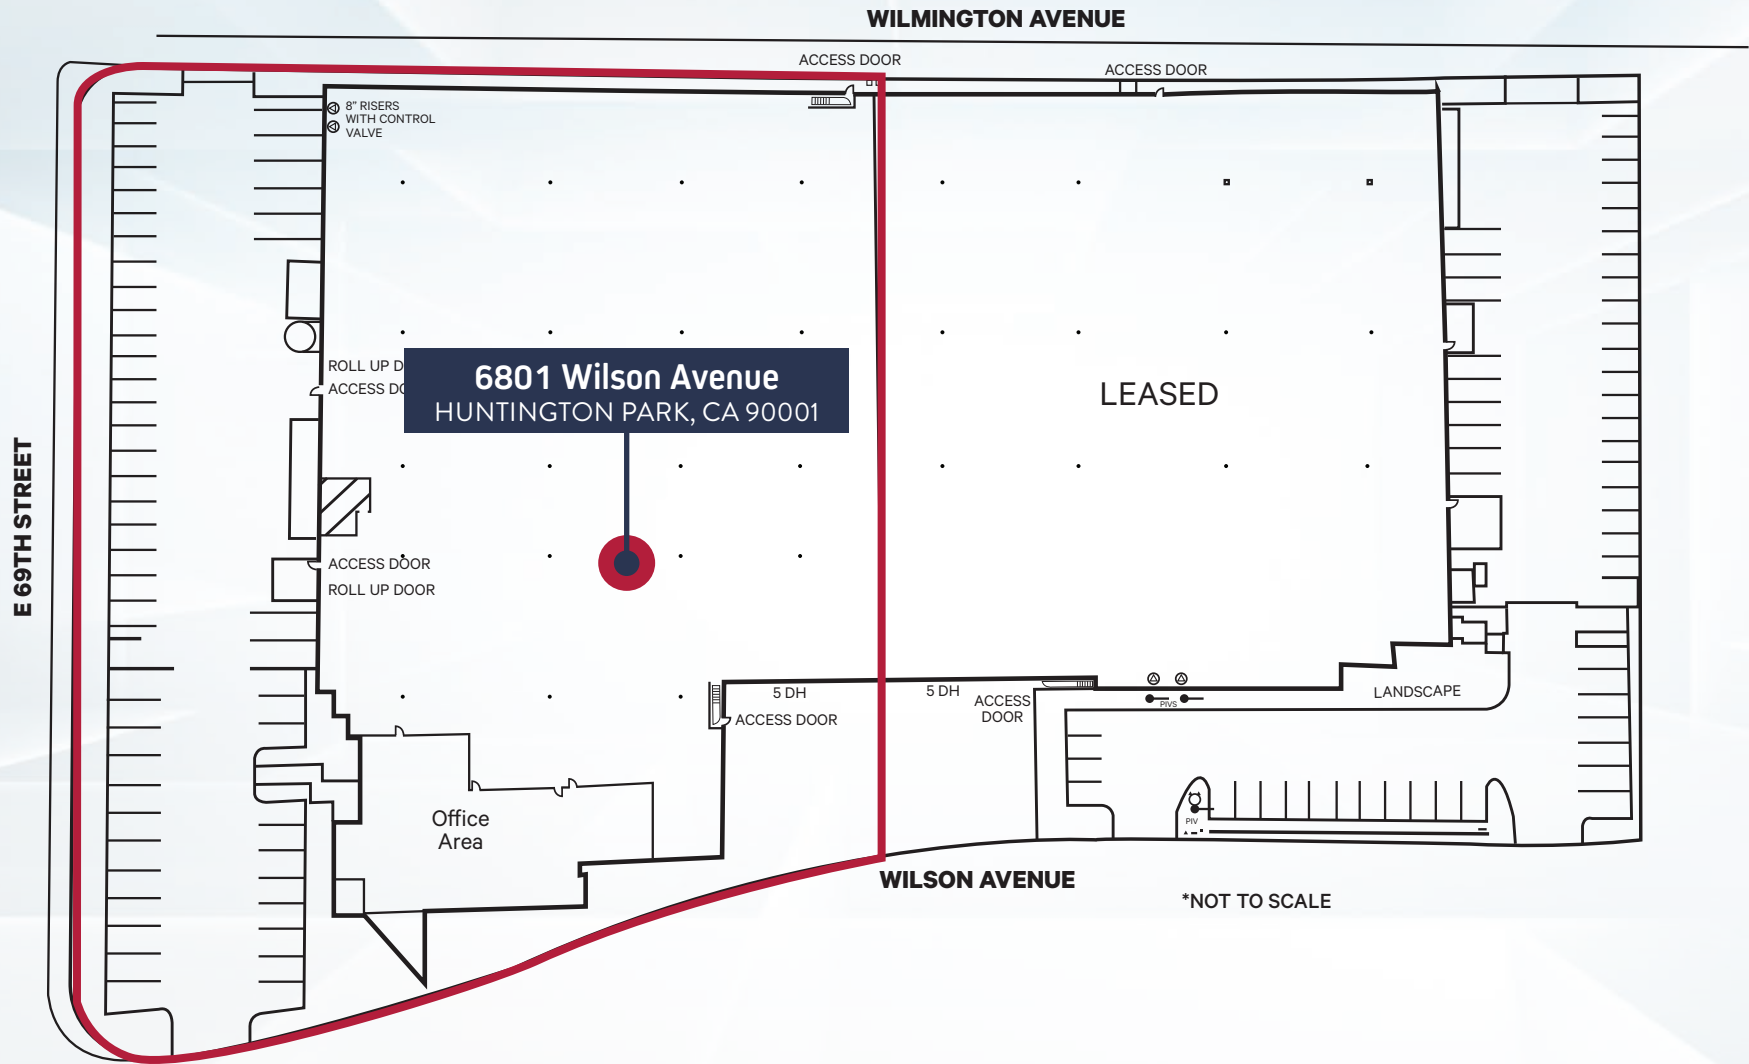 WILMINGTON AVENUE
ACCESS DOOR
ACCESS DOOR
8" RISERS
WITH CONTROL
VALVE
ROLL UP D
ACCESS DO
6801 Wilson Avenue
HUNTINGTON PARK, CA 90001
LEASED
E 69TH STREET
ACCESS DOOR
ROLL UP DOOR
5 DH
ACCESS DOOR
5 DH
ACCESS
DOOR
PIVS
LANDSCAPE
Office
Area
PIV
WILSON AVENUE
*NOT TO SCALE